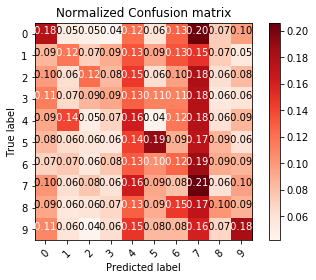 Normalized Confusion matrix
0 0.18 0.05 0.05 0.04 0.12 0.06 0.13 0.20 0.07 0.10
1 0.09 0.12 0.07 0.09 0.13 0.09 0.13 0.15 0.07 0.05
2 0.10 0.06 0.12 0.08 0.15 0.06 0.10 0.18 0.06 0.08
3 0.11 0.07 0.09 0.09 0.13 0.11 0.11 0.18 0.06 0.06
4 0.09 0.14 0.05 0.07 0.16 0.04 0.12 0.18 0.06 0.09
5 0.08 0.06 0.06 0.06 0.14 0.19 0.09 0.17 0.09 0.06
6 0.07 0.07 0.06 0.08 0.13 0.100 0.12 0.19 0.09 0.09
7 0.10 0.06 0.08 0.06 0.16 0.09 0.08 0.21 0.06 0.10
8 0.09 0.06 0.06 0.07 0.13 0.09 0.15 0.17 0.10 0.09
9 0.11 0.06 0.04 0.06 0.15 0.08 0.08 0.16 0.09 0.18
0 1 2 3 4 5 6 7 8 9
Predicted label
True label
0.20
0.18
0.16
0.14
0.12
0.10
0.08
0.06